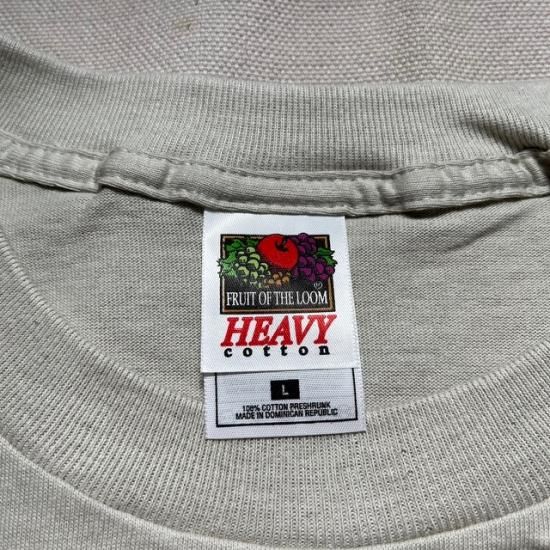 FRUIT OF THE LOOM
HEAVY
cotton
L
100% COTTON PRESHRUNK
MADE IN DOMINICAN REPUBLIC